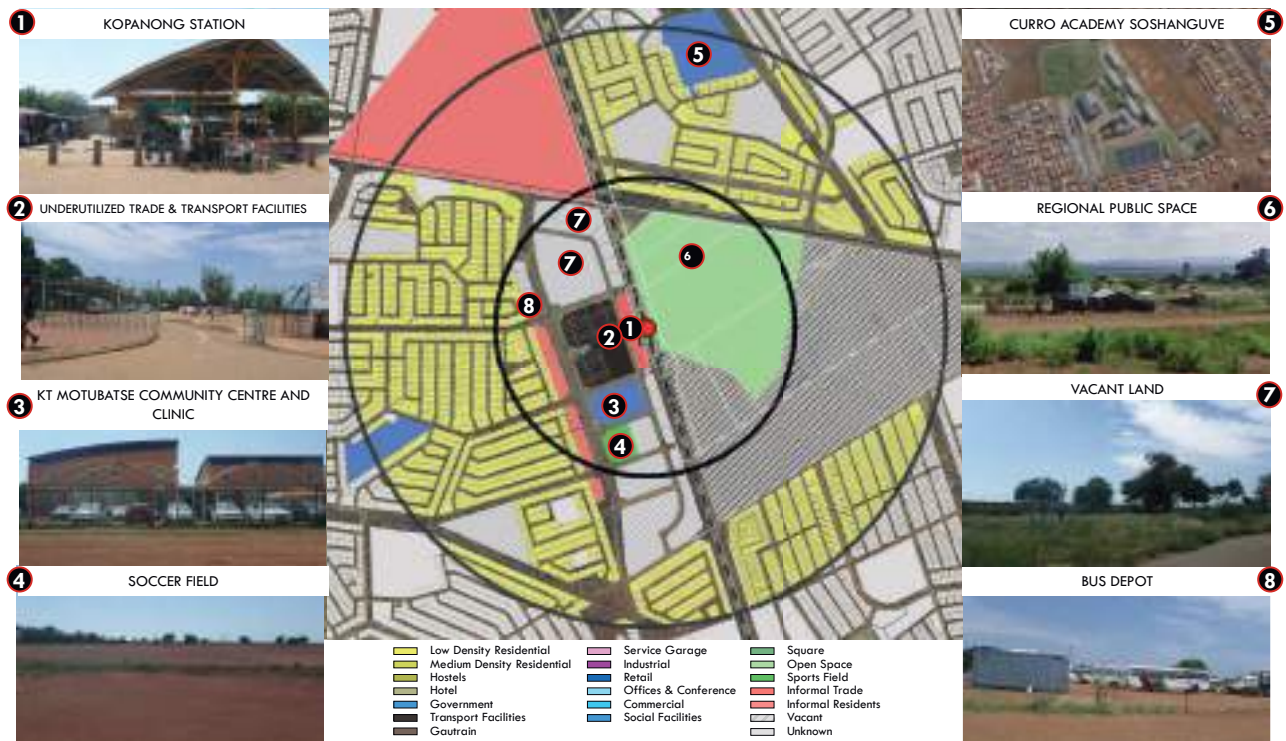 1
KOPANONG STATION
2
UNDERUTILIZED TRADE & TRANSPORT FACILITIES
3
KT MOTUBATSE COMMUNITY CENTRE AND
CLINIC
4
SOCCER FIELD
5
7
6
7
8
1
2
3
4
CURRO ACADEMY SOSHANGUVE
5
REGIONAL PUBLIC SPACE
6
VACANT LAND
7
BUS DEPOT
8
Low Density Residential
Medium Density Residential
Hostels
Hotel
Government
Transport Facilities
Gautrain
Service Garage
Industrial
Retail
Offices & Conference
Commercial
Social Facilities
Square
Open Space
Sports Field
Informal Trade
Informal Residents
Vacant
Unknown